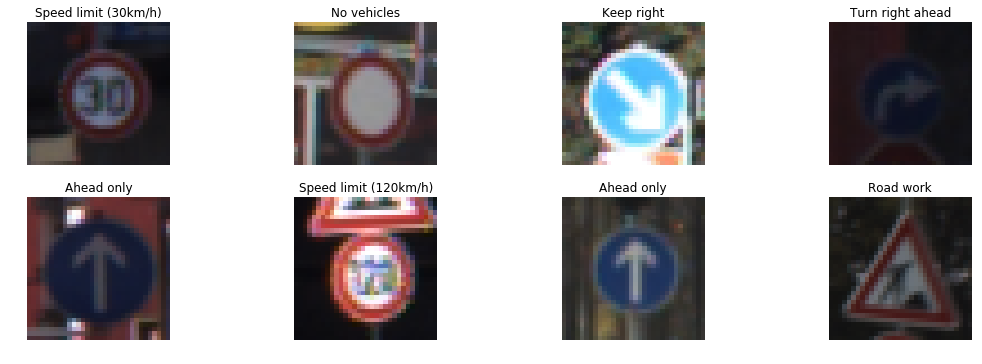 Speed limit (30km/h)
No vehicles
Keep right
Turn right ahead
30
Ahead only
Speed limit (120km/h)
Ahead only
Road work